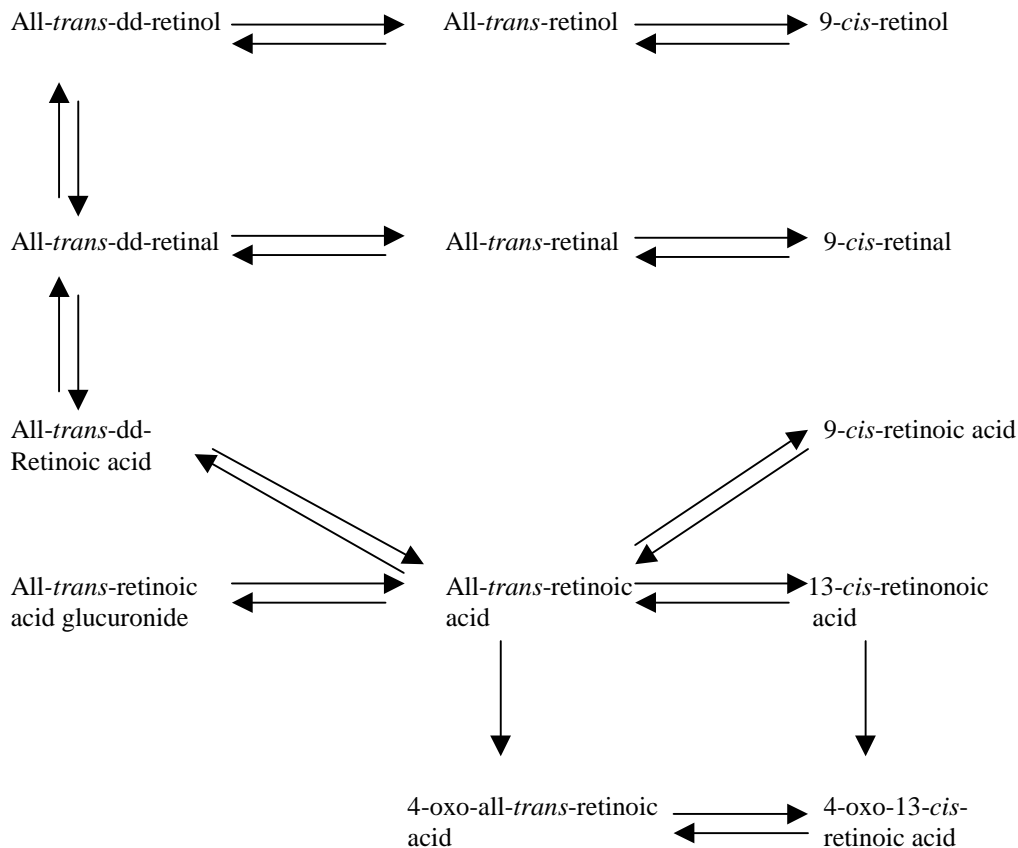 All-trans-dd-retinol
All-trans-retinol
9-cis-retinol
All-trans-dd-retinal
All-trans-retinal
9-cis-retinal
All-trans-dd-
Retinoic acid
9-cis-retinoic acid
All-trans-retinoic
acid glucuronide
All-trans-retinoic
acid
13-cis-retinonoic
acid
4-oxo-all-trans-retinoic
acid
4-oxo-13-cis-
retinoic acid